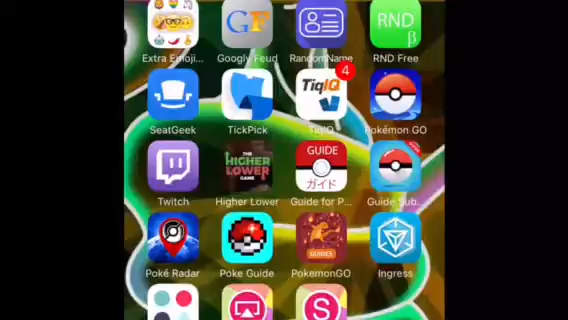 Extra Emoji...
GF
Googly Feud
RandomName
RND
β
RND Free
SeatGeek
TickPick
TiqIQ
4
TiqIQ
Pokémon GO
Twitch
THE
HIGHER
LOWER
GAME
Higher Lower
GUIDE
ガイド
Guide for P...
Guide Sub.
Poké Radar
Poke Guide
GUIDES
PokemonGO
Ingress
S